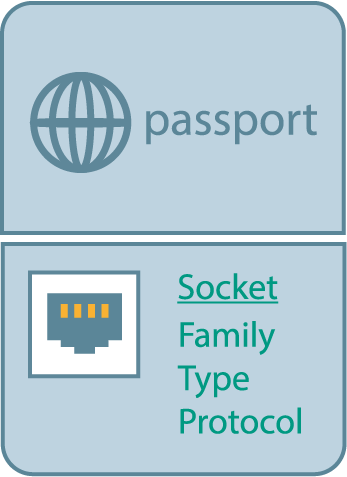 passport
Socket
Family
Type
Protocol